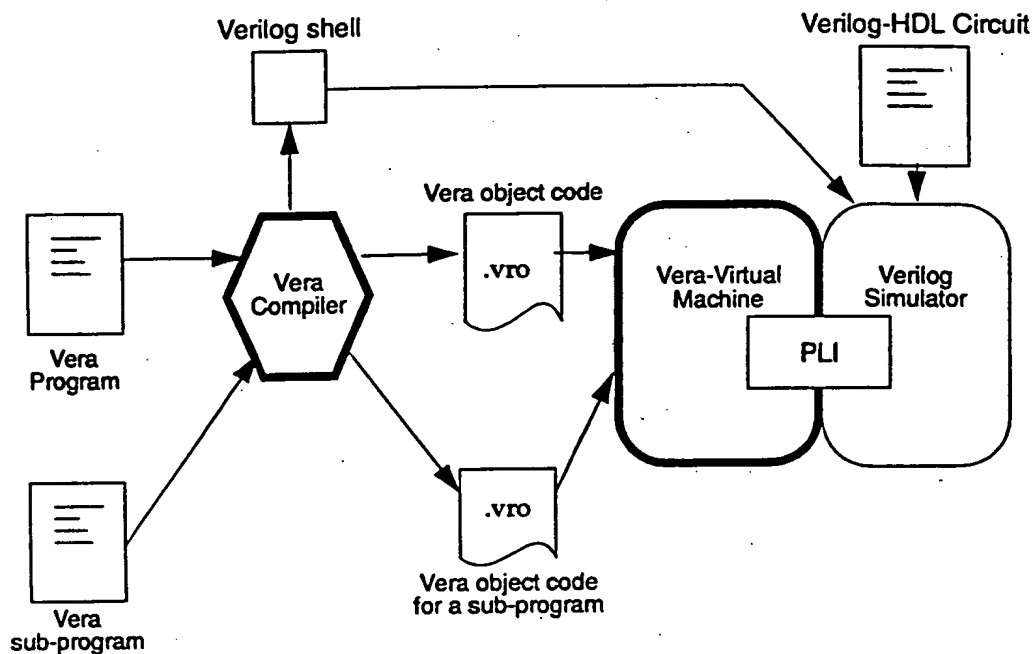 Verilog shell
Verilog-HDL Circuit
Vera object code
.vro
Vera
Compiler
Vera-Virtual
Machine
Verilog
Simulator
PLI
Vera
Program
.vro
Vera object code
for a sub-program
Vera
sub-program